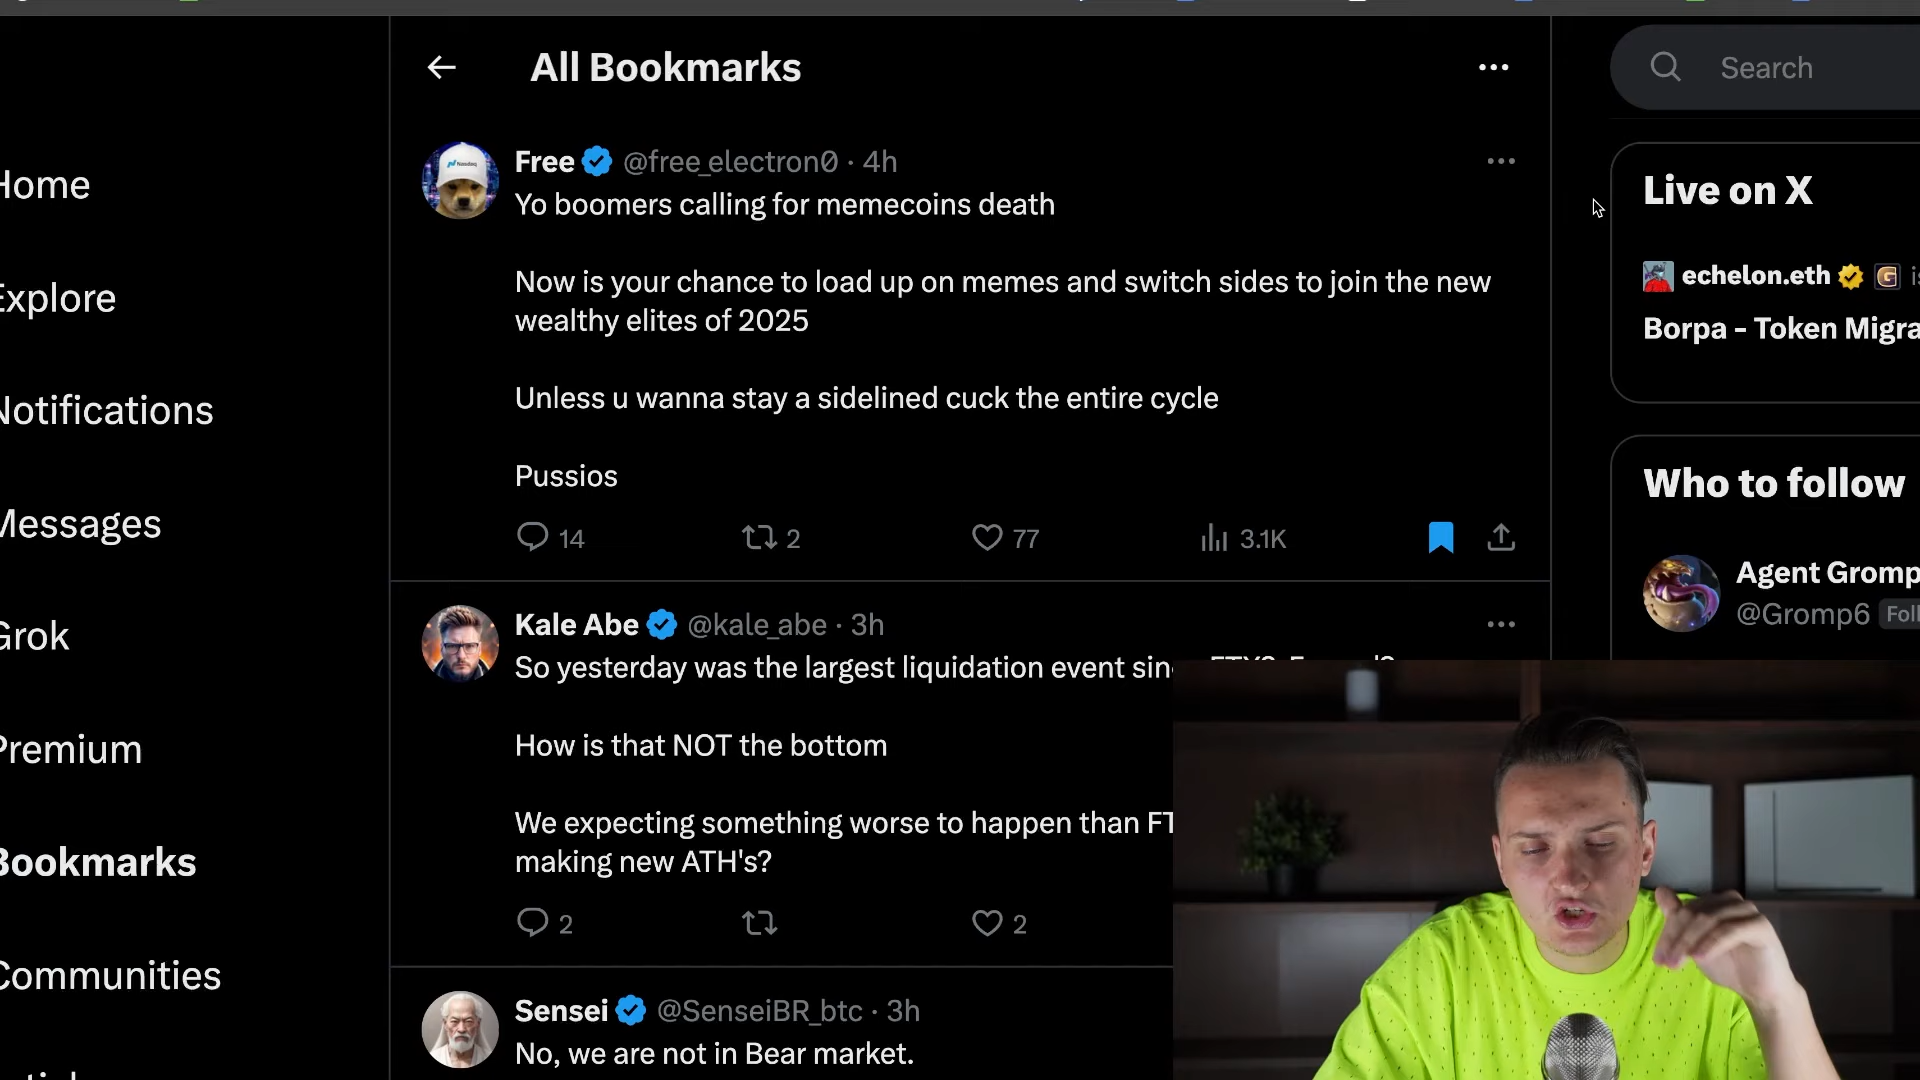 All Bookmarks
Search
Home
Explore
Notifications
Messages
Grok
Premium
Bookmarks
Communities
Free @free_electron0 · 4h
Yo boomers calling for memecoins death
Now is your chance to load up on memes and switch sides to join the new
wealthy elites of 2025
Unless u wanna stay a sidelined cuck the entire cycle
Pussios
14 2 77 3.1K
Kale Abe @kale_abe · 3h
So yesterday was the largest liquidation event
How is that NOT the bottom
We expecting something worse to happen than
making new ATH's?
2 2
Sensei @SenseiBR_btc · 3h
No, we are not in Bear market.
Live on X
echelon.eth
Borpa - Token
Who to follow
Agent Gromp
@Gromp6